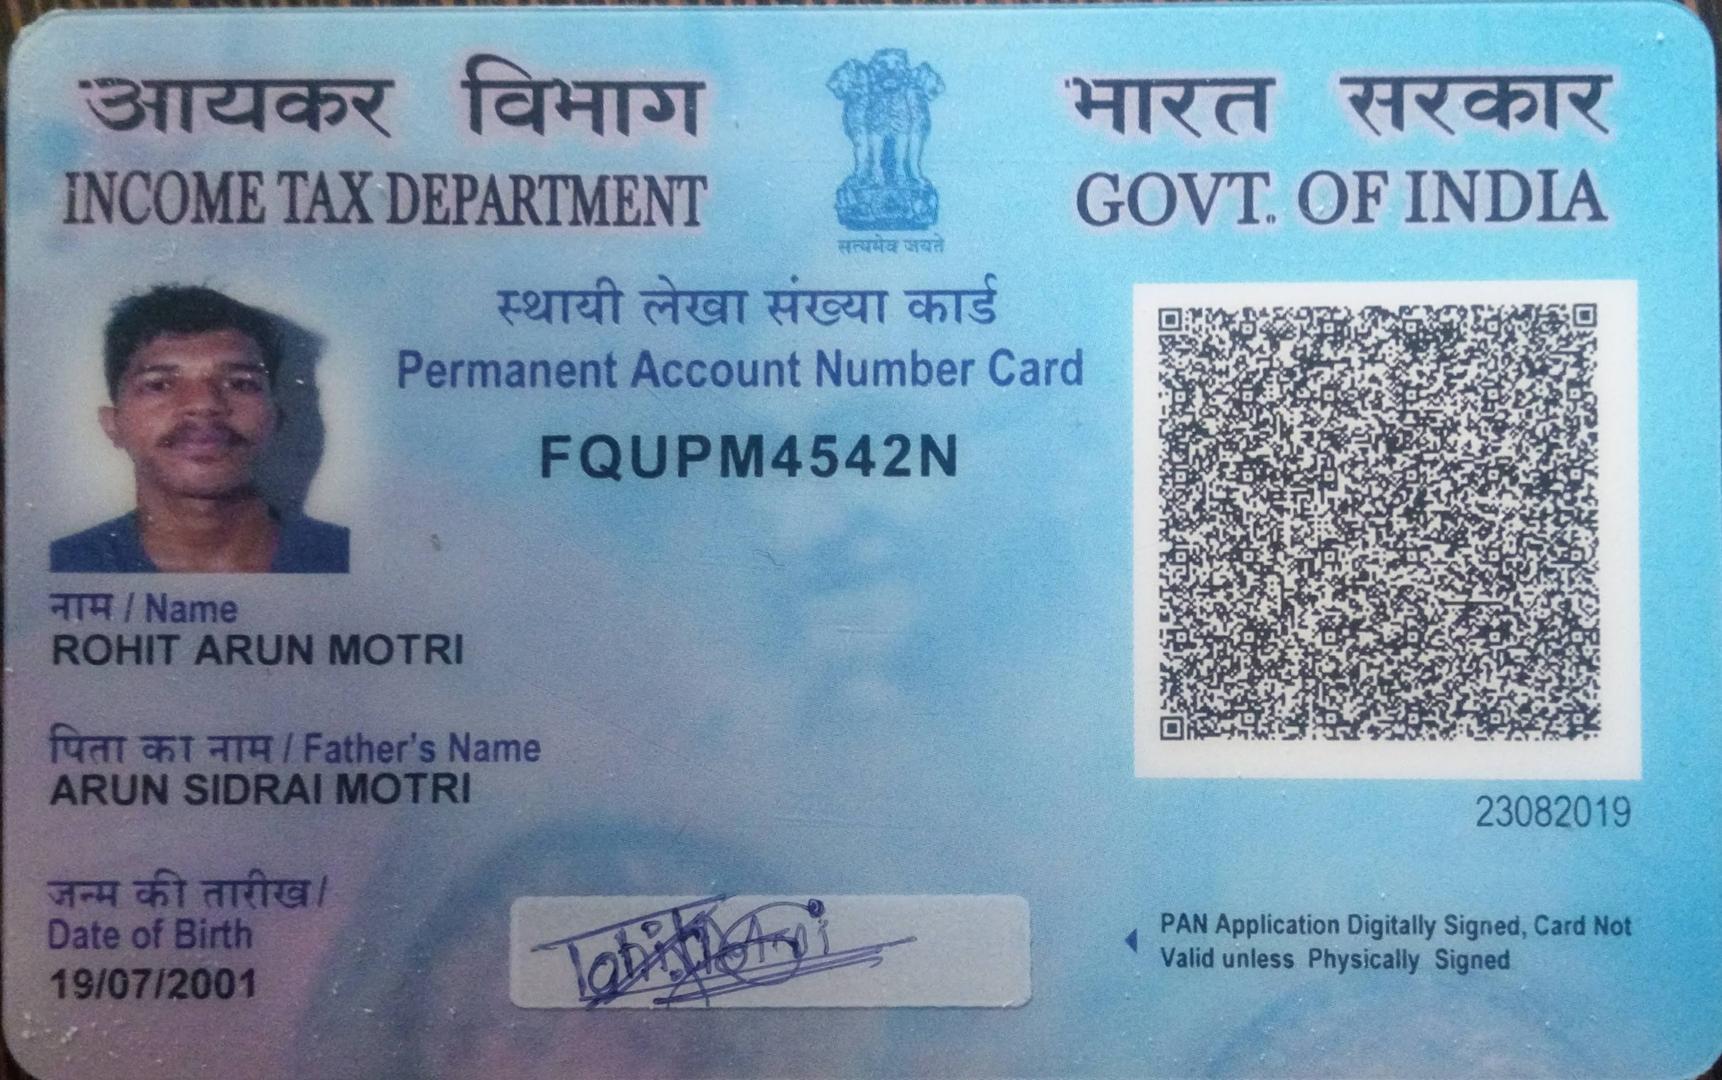 आयकर विभाग
INCOME TAX DEPARTMENT
सत्यमेव जयते
भारत सरकार
GOVT. OF INDIA
स्थायी लेखा संख्या कार्ड
Permanent Account Number Card
FQUPM4542N
नाम / Name
ROHIT ARUN MOTRI
पिता का नाम / Father's Name
ARUN SIDRAI MOTRI
23082019
जन्म की तारीख/
Date of Birth
19/07/2001
PAN Application Digitally Signed, Card Not
Valid unless Physically Signed